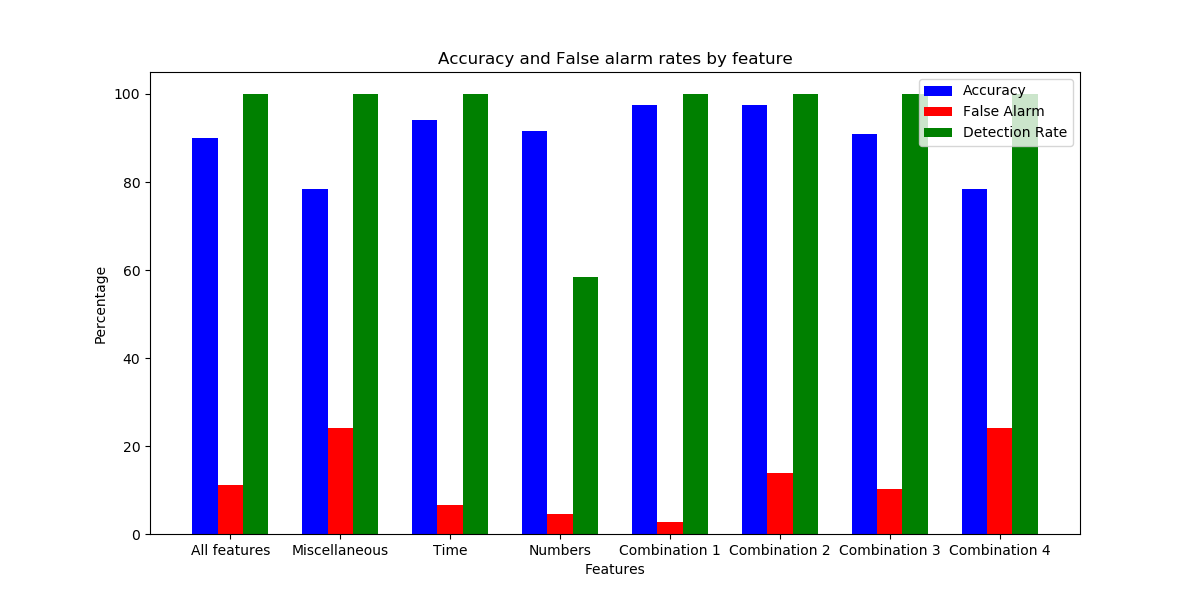 Accuracy and False alarm rates by feature
100
80
60
40
20
0
Percentage
Accuracy
False Alarm
Detection Rate
All features Miscellaneous Time Numbers Combination 1 Combination 2 Combination 3 Combination 4
Features